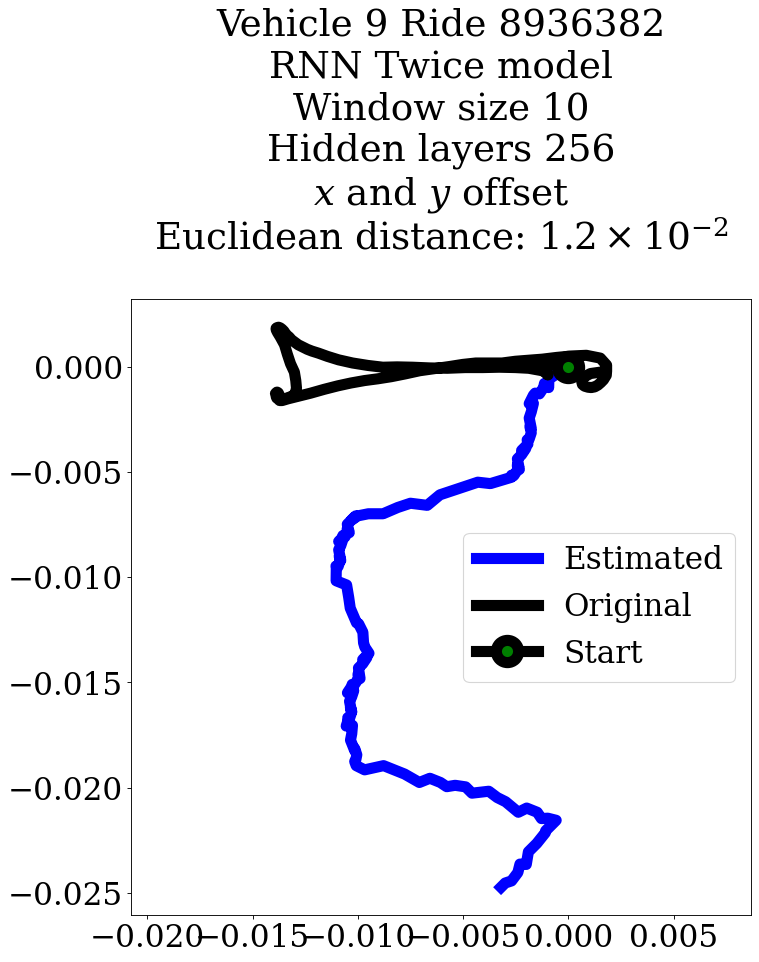 Vehicle 9 Ride 8936382
RNN Twice model
Window size 10
Hidden layers 256
x and y offset
Euclidean distance: 1.2 × 10⁻²
0.000
−0.005
−0.010
−0.015
−0.020
−0.025
Estimated
Original
Start
−0.020 −0.015 −0.010 −0.005 0.000 0.005